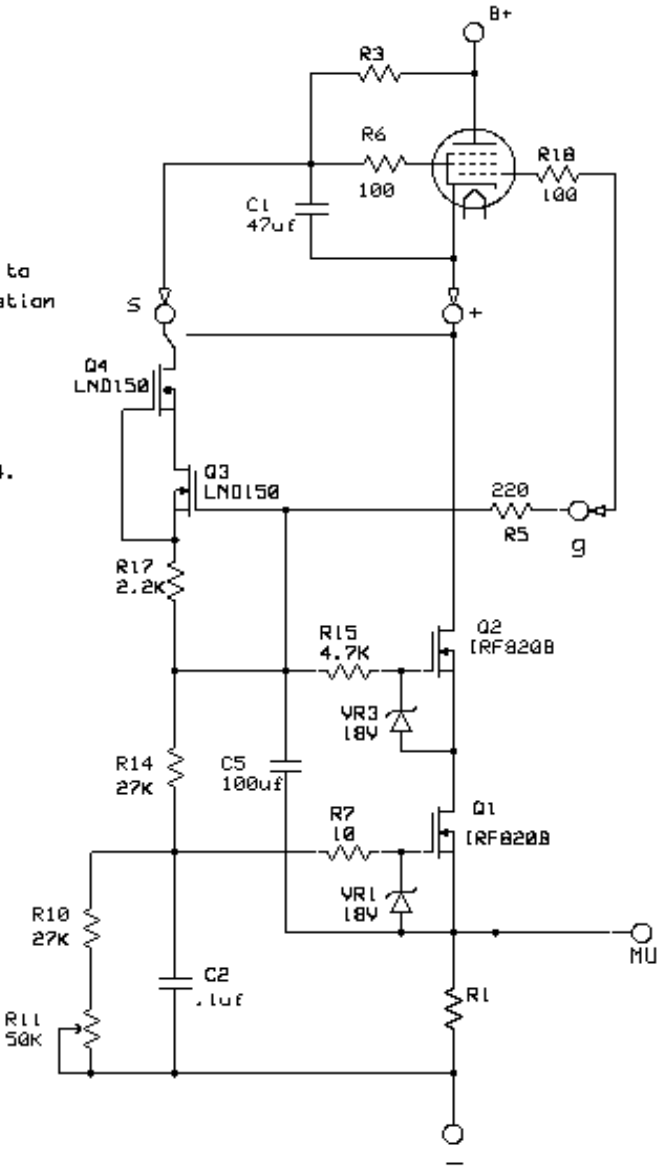 B+
R3
R6
100
R18
100
C1
47uf
to
S
+
Q4
LND150
Q3
LND150
4.
220
R5
g
R17
2.2K
R15
4.7K
Q2
IRF820B
VR3
18V
R14
27K
C5
100uf
R7
10
Q1
IRF820B
VR1
18V
R10
27K
MU
C2
.1uf
R1
R11
50K
−